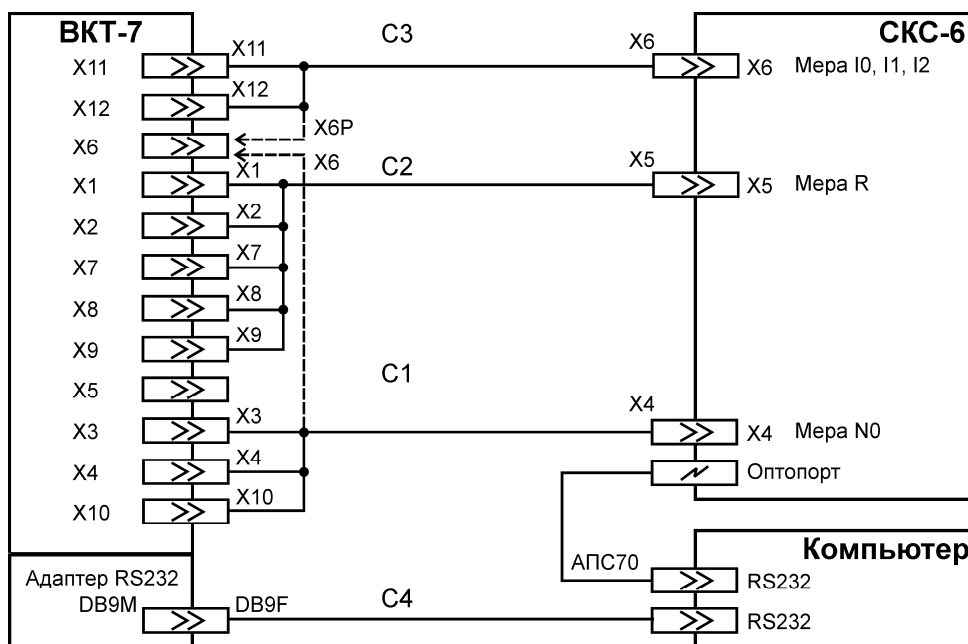 ВКТ-7
C3
СКС-6
X11
X11
X6
X6
Мера I0, I1, I2
X12
X12
X6P
X6
X6
X1
X1
C2
X5
X5
Мера R
X2
X2
X7
X7
X8
X8
X9
X9
X5
C1
X3
X3
X4
X4
Мера N0
X4
X4
Оптопорт
X10
X10
Компьютер
Адаптер RS232
АПС70
RS232
DB9M
DB9F
C4
RS232